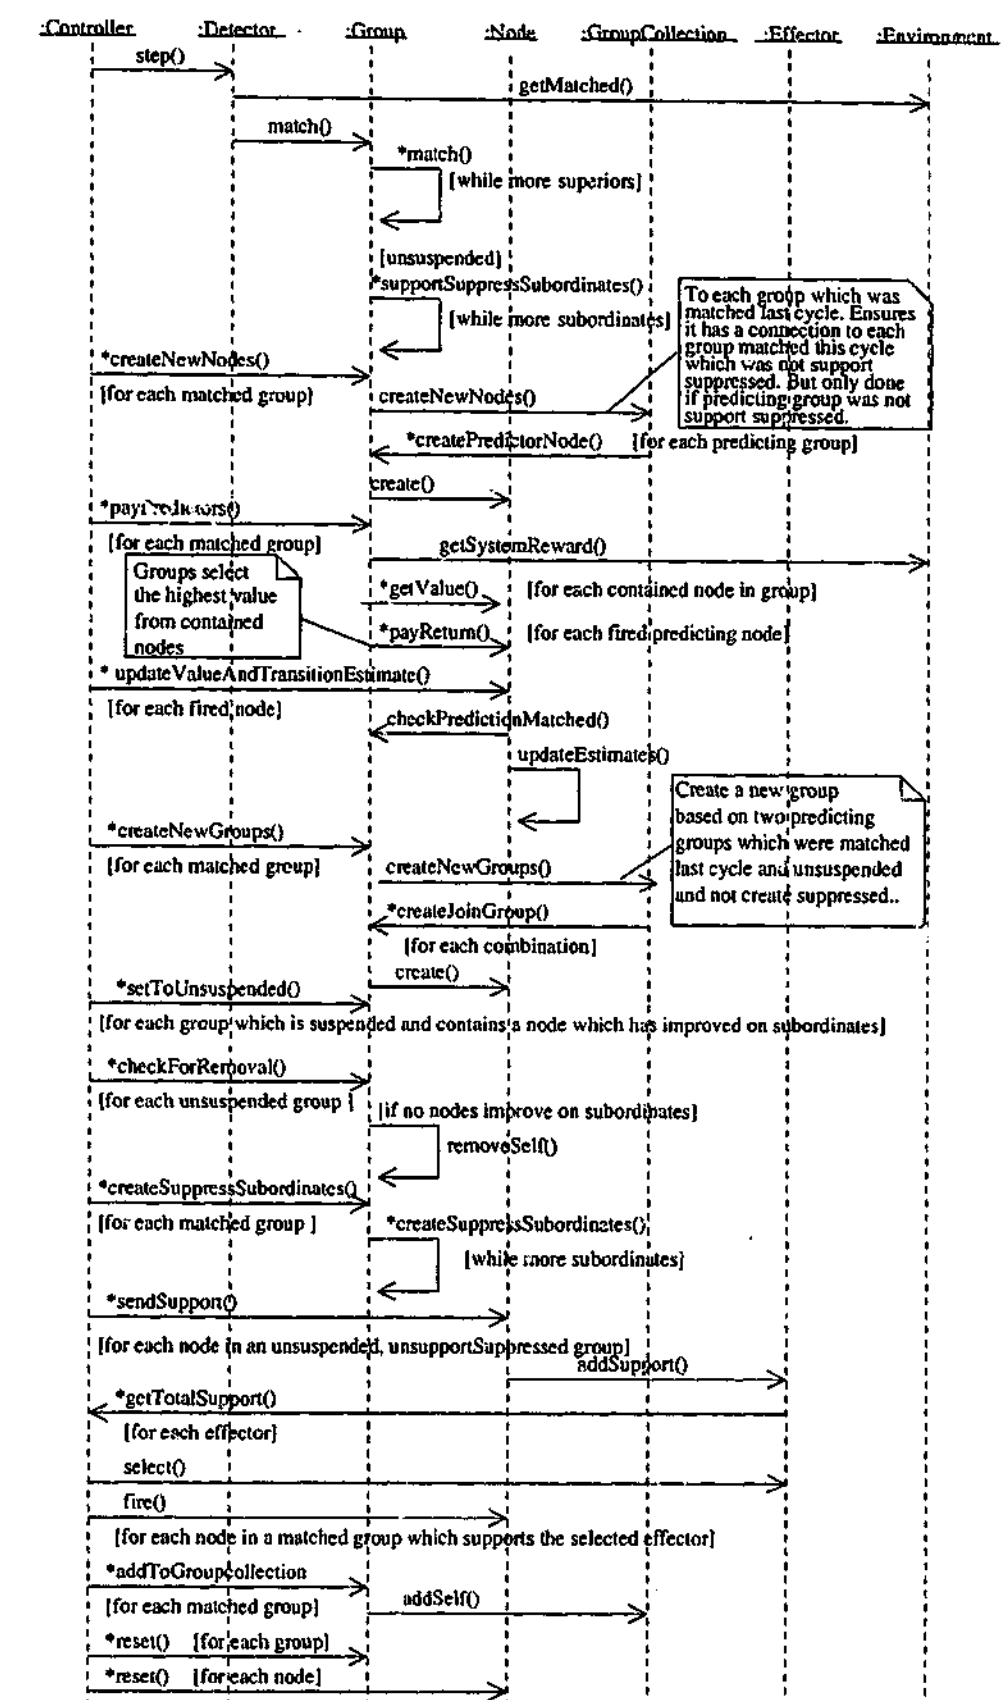 :Controller :Detector :Group :Node :GroupCollection :Effector :Environment
step()
getMatched()
match()
*match()
[while more superiors]
[unsuspended]
*supportSuppressSubordinates()
[while more subordinates]
To each group which was
matched last cycle. Ensures
it has a connection to each
group matched this cycle
which was not support
suppressed. But only done
if predicting group was not
support suppressed.
*createNewNodes()
[for each matched group]
createNewNodes()
*createPredictorNode() [for each predicting group]
create()
*payPredictors()
[for each matched group]
getSystemReward()
Groups select
the highest value
from contained
nodes
*getValue() [for each contained node in group]
*payReturn() [for each fired predicting node]
* updateValueAndTransitionEstimate()
[for each fired node]
checkPredictionMatched()
updateEstimates()
Create a new group
based on two predicting
groups which were matched
last cycle and unsuspended
and not create suppressed..
*createNewGroups()
[for each matched group]
createNewGroups()
*createJoinGroup()
[for each combination]
create()
*setToUnsuspended()
[for each group which is suspended and contains a node which has improved on subordinates]
*checkForRemoval()
[for each unsuspended group ]
[if no nodes improve on subordinates]
removeSelf()
*createSuppressSubordinates()
[for each matched group ]
*createSuppressSubordinates()
[while more subordinates]
*sendSupport()
[for each node in an unsuspended, unsupportSuppressed group]
addSupport()
*getTotalSupport()
[for each effector]
select()
fire()
[for each node in a matched group which supports the selected effector]
*addToGroupcollection
[for each matched group]
addSelf()
*reset() [for each group]
*reset() [for each node]